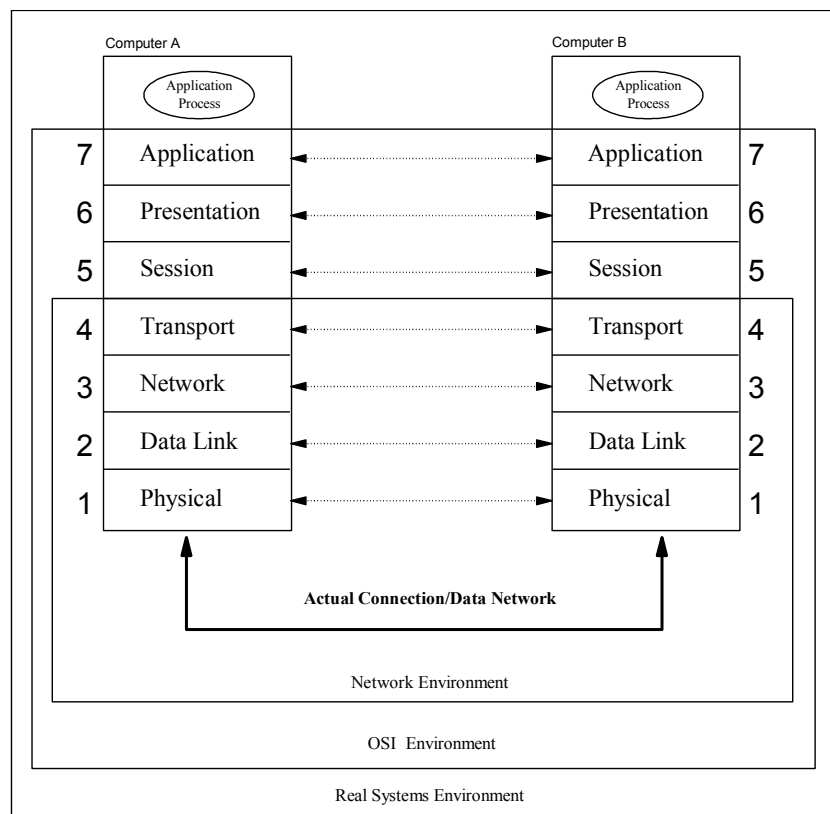 Computer A
Computer B
Application
Process
Application
Process
7 Application Application 7
6 Presentation Presentation 6
5 Session Session 5
4 Transport Transport 4
3 Network Network 3
2 Data Link Data Link 2
1 Physical Physical 1
Actual Connection/Data Network
Network Environment
OSI Environment
Real Systems Environment